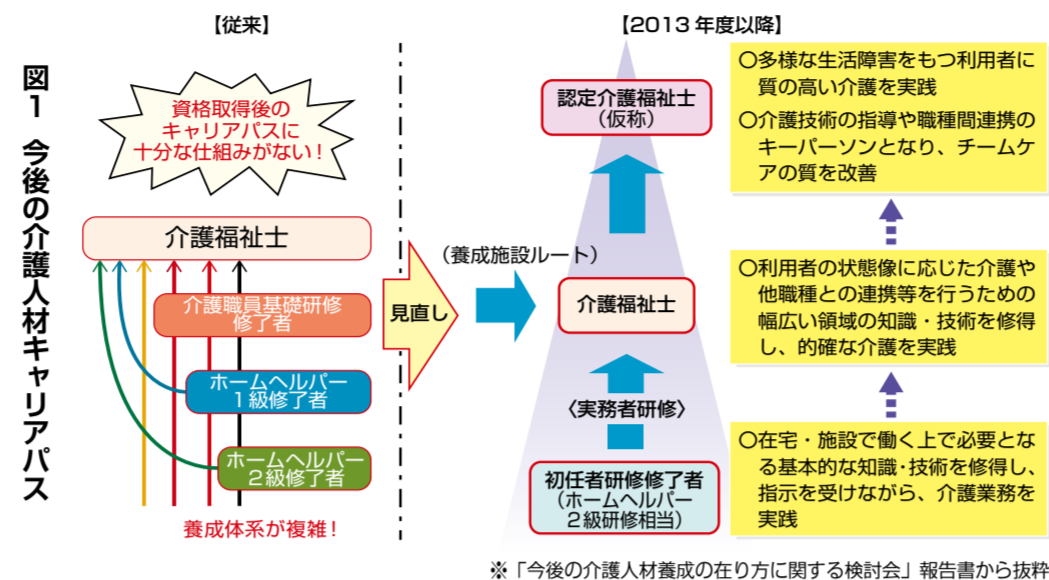 図1 今後の介護人材キャリアパス
【従来】
資格取得後の
キャリアパスに
十分な仕組みがない！
介護福祉士
介護職員基礎研修
修了者
ホームヘルパー
1級修了者
ホームヘルパー
2級修了者
養成体系が複雑！
見直し
【2013年度以降】
認定介護福祉士
（仮称）
（養成施設ルート）
介護福祉士
〈実務者研修〉
初任者研修修了者
（ホームヘルパー
2級研修相当）
○多様な生活障害をもつ利用者に
質の高い介護を実践
○介護技術の指導や職種間連携の
キーパーソンとなり、チームケ
アの質を改善
○利用者の状態像に応じた介護や
他職種との連携等を行うための
幅広い領域の知識・技術を修得
し、的確な介護を実践
○在宅・施設で働く上で必要とな
る基本的な知識・技術を修得し、
指示を受けながら、介護業務を
実践
※「今後の介護人材養成の在り方に関する検討会」報告書から抜粋